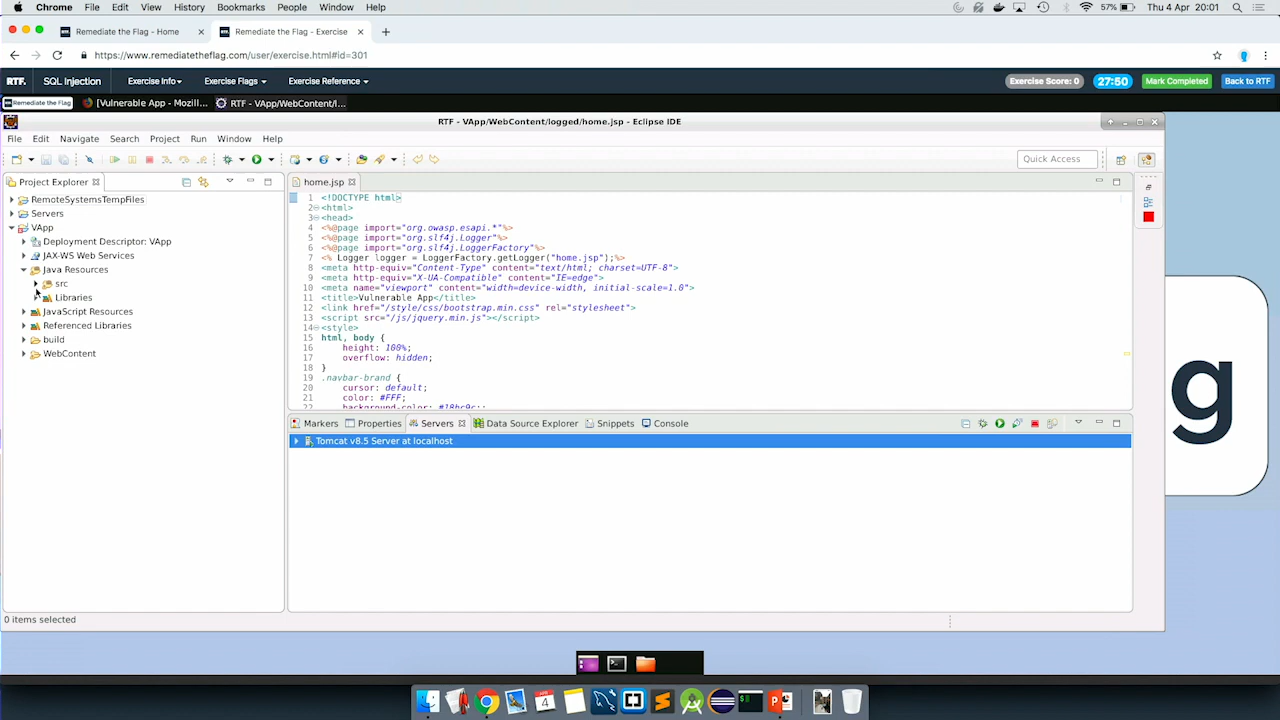 Chrome File Edit View History Bookmarks People Window Help 57% Thu 4 Apr 20:01
Remediate the Flag - Home Remediate the Flag - Exercise
https://www.remediatetheflag.com/user/exercise.html#id=301
RTF. SQL Injection Exercise Info Exercise Flags Exercise Reference Exercise Score: 0 27:50 Mark Completed Back to RTF
Remediate the Flag [Vulnerable App - Mozill... RTF - VApp/WebContent/l...
RTF - VApp/WebContent/logged/home.jsp - Eclipse IDE
File Edit Navigate Search Project Run Window Help
Quick Access
Project Explorer
RemoteSystemsTempFiles
Servers
VApp
Deployment Descriptor: VApp
JAX-WS Web Services
Java Resources
src
Libraries
JavaScript Resources
Referenced Libraries
build
WebContent
home.jsp
1 <!DOCTYPE html>
2 <html>
3 <head>
4 <%@page import="org.owasp.esapi.*"%>
5 <%@page import="org.slf4j.Logger"%>
6 <%@page import="org.slf4j.LoggerFactory"%>
7 <% Logger logger = LoggerFactory.getLogger("home.jsp");%>
8 <meta http-equiv="Content-Type" content="text/html; charset=UTF-8">
9 <meta http-equiv="X-UA-Compatible" content="IE=edge">
10 <meta name="viewport" content="width=device-width, initial-scale=1.0">
11 <title>Vulnerable App</title>
12 <link href="/style/css/bootstrap.min.css" rel="stylesheet">
13 <script src="/js/jquery.min.js"></script>
14 <style>
15 html, body {
16 height: 100%;
17 overflow: hidden;
18 }
19 .navbar-brand {
20 cursor: default;
21 color: #FFF;
22 background-color: #18bc9c;;
Markers Properties Servers Data Source Explorer Snippets Console
Tomcat v8.5 Server at localhost
0 items selected
g